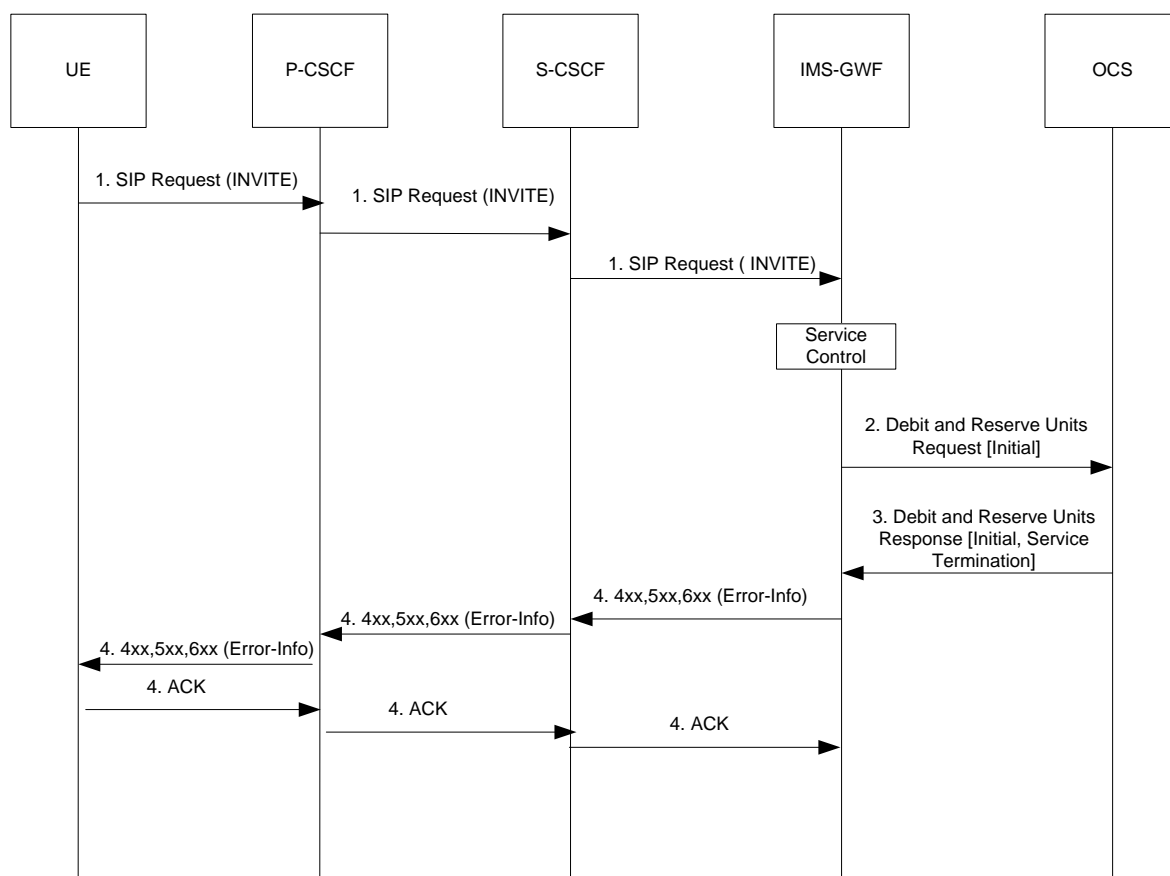 UE
P-CSCF
S-CSCF
IMS-GWF
OCS
1. SIP Request (INVITE)
1. SIP Request (INVITE)
1. SIP Request ( INVITE)
Service
Control
2. Debit and Reserve Units
Request [Initial]
3. Debit and Reserve Units
Response [Initial, Service
Termination]
4. 4xx,5xx,6xx (Error-Info)
4. 4xx,5xx,6xx (Error-Info)
4. 4xx,5xx,6xx (Error-Info)
4. ACK
4. ACK
4. ACK